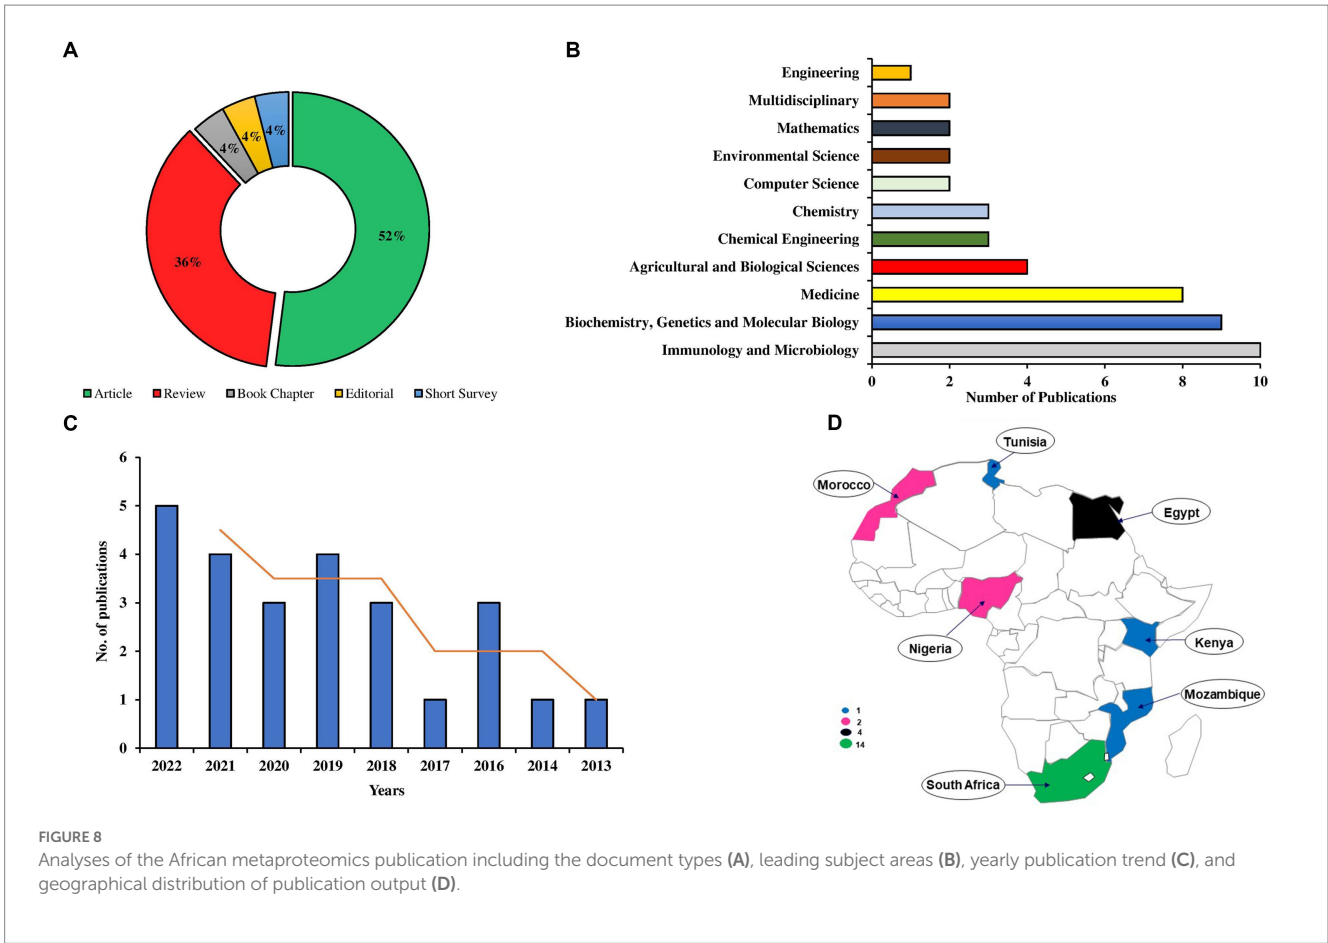 A
4%
4%
4%
52%
36%
Article
Review
Book Chapter
Editorial
Short Survey
B
Engineering
Multidisciplinary
Mathematics
Environmental Science
Computer Science
Chemistry
Chemical Engineering
Agricultural and Biological Sciences
Medicine
Biochemistry, Genetics and Molecular Biology
Immunology and Microbiology
0 2 4 6 8 10
Number of Publications
C
No. of publications
6
5
4
3
2
1
0
2022 2021 2020 2019 2018 2017 2016 2014 2013
Years
D
Tunisia
Morocco
Egypt
Nigeria
Kenya
Mozambique
South Africa
1
2
4
14
FIGURE 8
Analyses of the African metaproteomics publication including the document types (A), leading subject areas (B), yearly publication trend (C), and
geographical distribution of publication output (D).